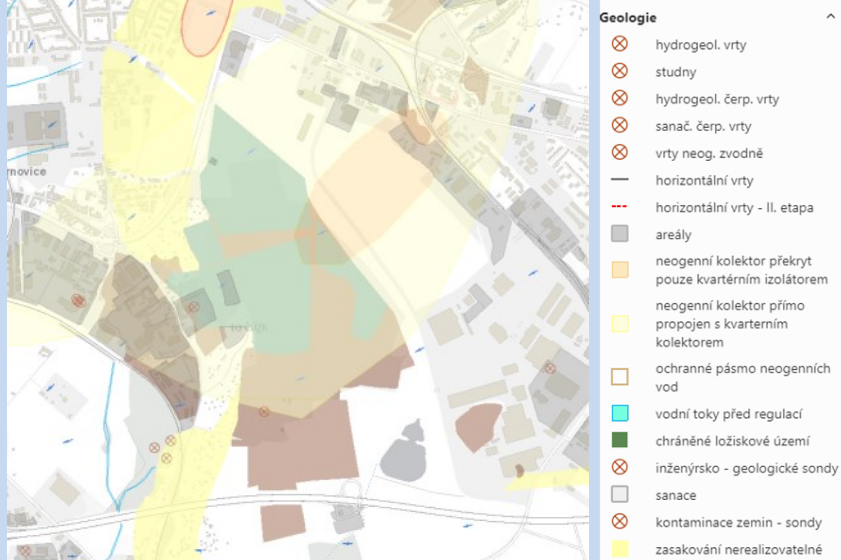 Geologie
hydrogeol. vrty
studny
hydrogeol. čerp. vrty
sanač. čerp. vrty
vrty neog. zvodně
rnovice
horizontální vrty
horizontální vrty - II. etapa
areály
neogenní kolektor překryt
pouze kvartérním izolátorem
neogenní kolektor přímo
propojen s kvarterním
kolektorem
ochranné pásmo neogenních
vod
vodní toky před regulací
chráněné ložiskové území
inženýrsko - geologické sondy
sanace
kontaminace zemin - sondy
zasakování nerealizovatelné